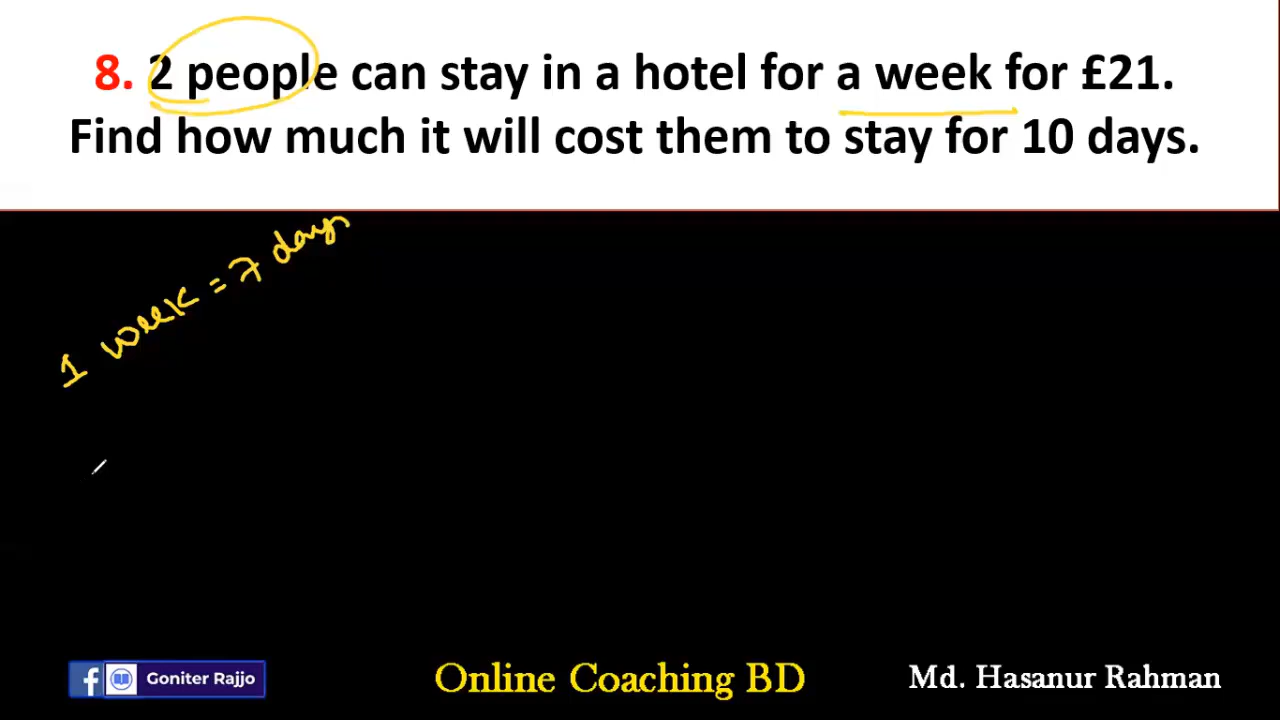 8. 2 people can stay in a hotel for a week for £21.
Find how much it will cost them to stay for 10 days.
1 week = 7 days
Goniter Rajjo
Online Coaching BD
Md. Hasanur Rahman